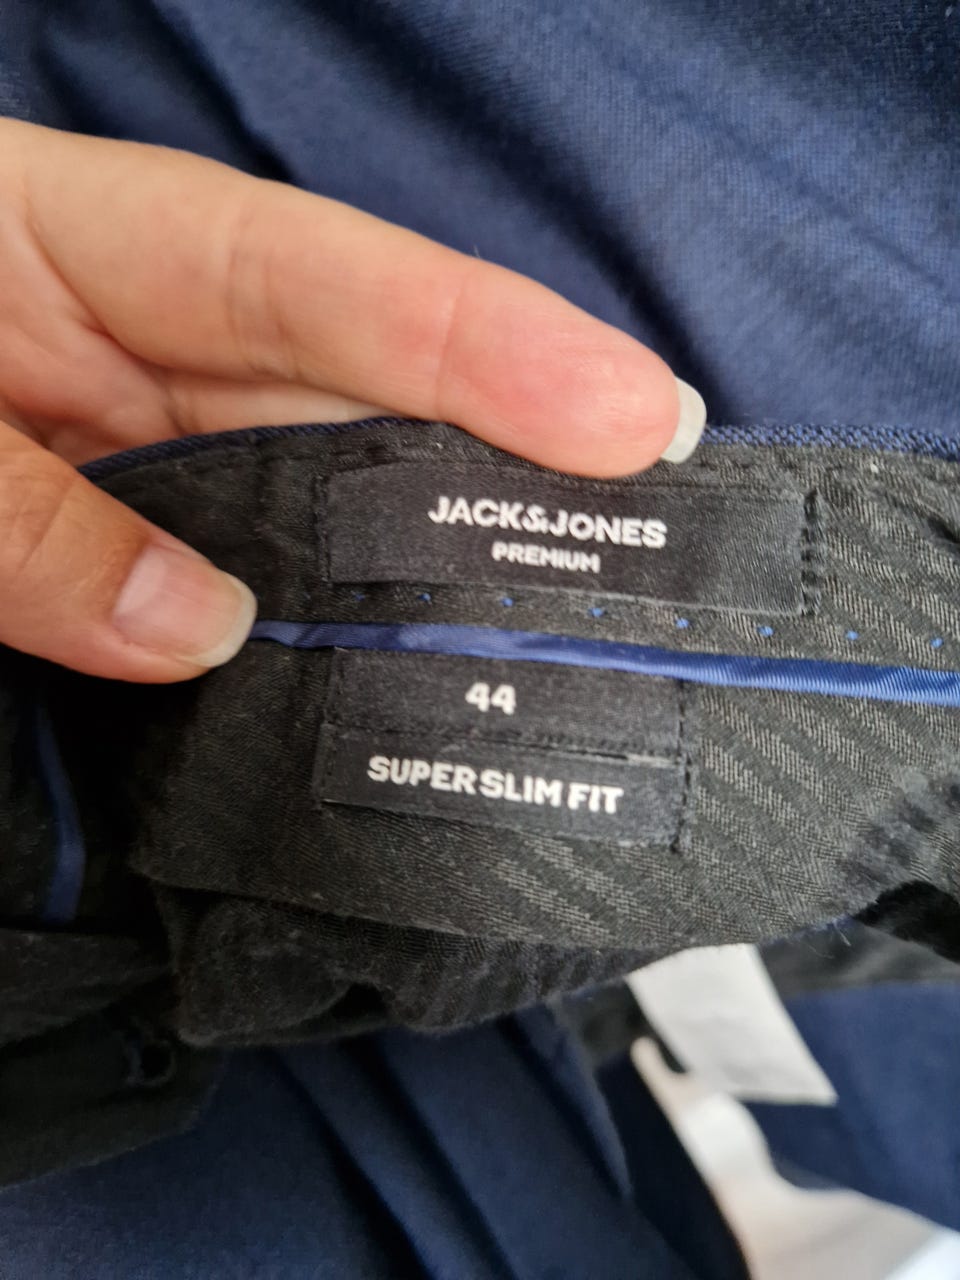 JACK&JONES
PREMIUM
44
SUPER SLIM FIT